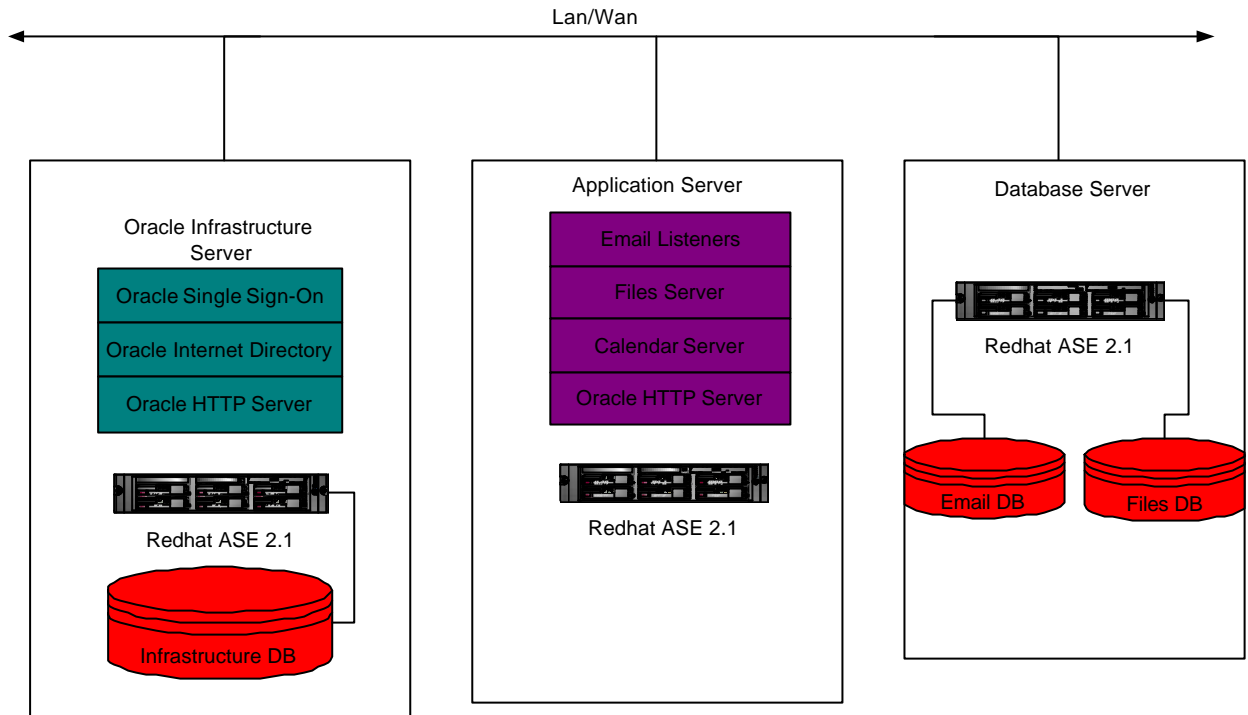 Lan/Wan
Oracle Infrastructure
Server
Oracle Single Sign-On
Oracle Internet Directory
Oracle HTTP Server
Redhat ASE 2.1
Infrastructure DB
Application Server
Email Listeners
Files Server
Calendar Server
Oracle HTTP Server
Redhat ASE 2.1
Database Server
Redhat ASE 2.1
Email DB
Files DB